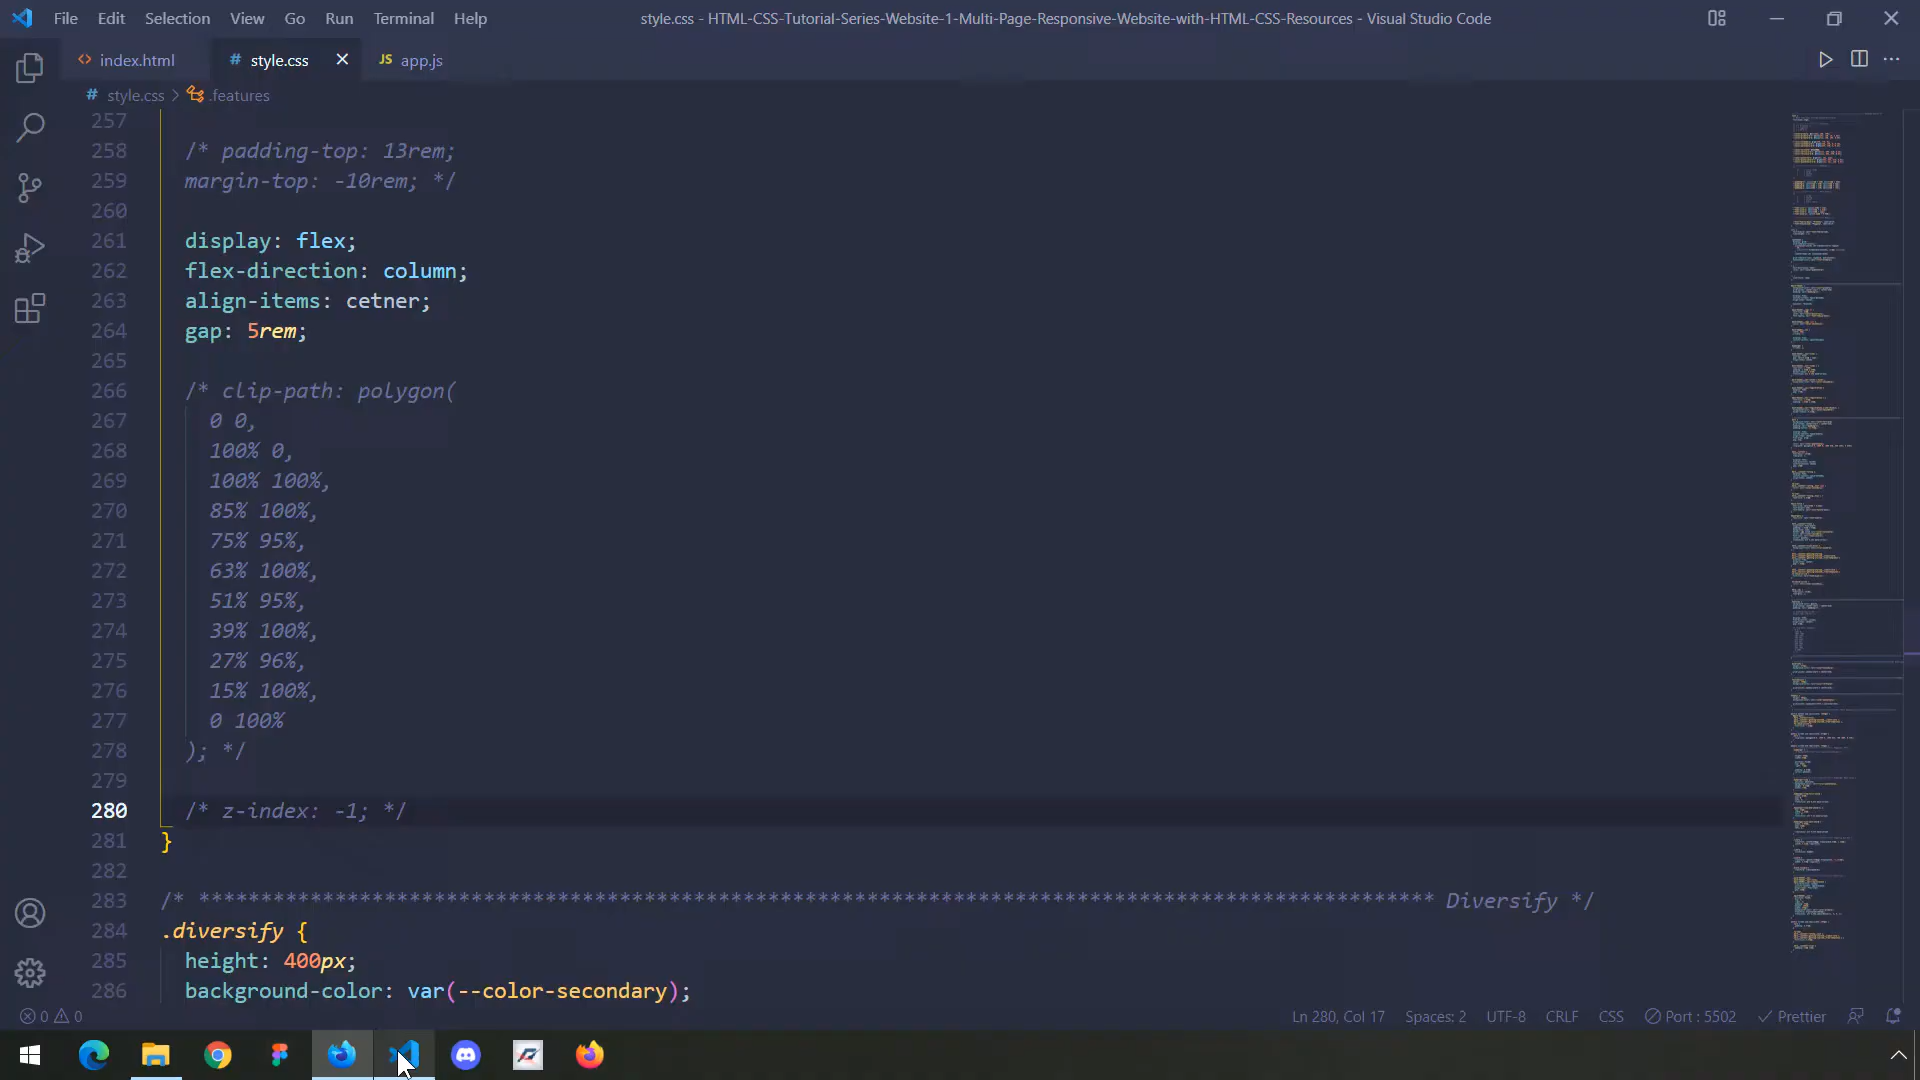 File Edit Selection View Go Run Terminal Help style.css - HTML-CSS-Tutorial-Series-Website-1-Multi-Page-Responsive-Website-with-HTML-CSS-Resources - Visual Studio Code
<> index.html # style.css JS app.js
# style.css > .features
257
258 /* padding-top: 13rem;
259 margin-top: -10rem; */
260
261 display: flex;
262 flex-direction: column;
263 align-items: cetner;
264 gap: 5rem;
265
266 /* clip-path: polygon(
267 0 0,
268 100% 0,
269 100% 100%,
270 85% 100%,
271 75% 95%,
272 63% 100%,
273 51% 95%,
274 39% 100%,
275 27% 96%,
276 15% 100%,
277 0 100%
278 ); */
279
280 /* z-index: -1; */
281 }
282
283 /* **************************************************************************************************** Diversify */
284 .diversify {
285 height: 400px;
286 background-color: var(--color-secondary);
0 0 Ln 280, Col 17 Spaces: 2 UTF-8 CRLF CSS Port : 5502 Prettier